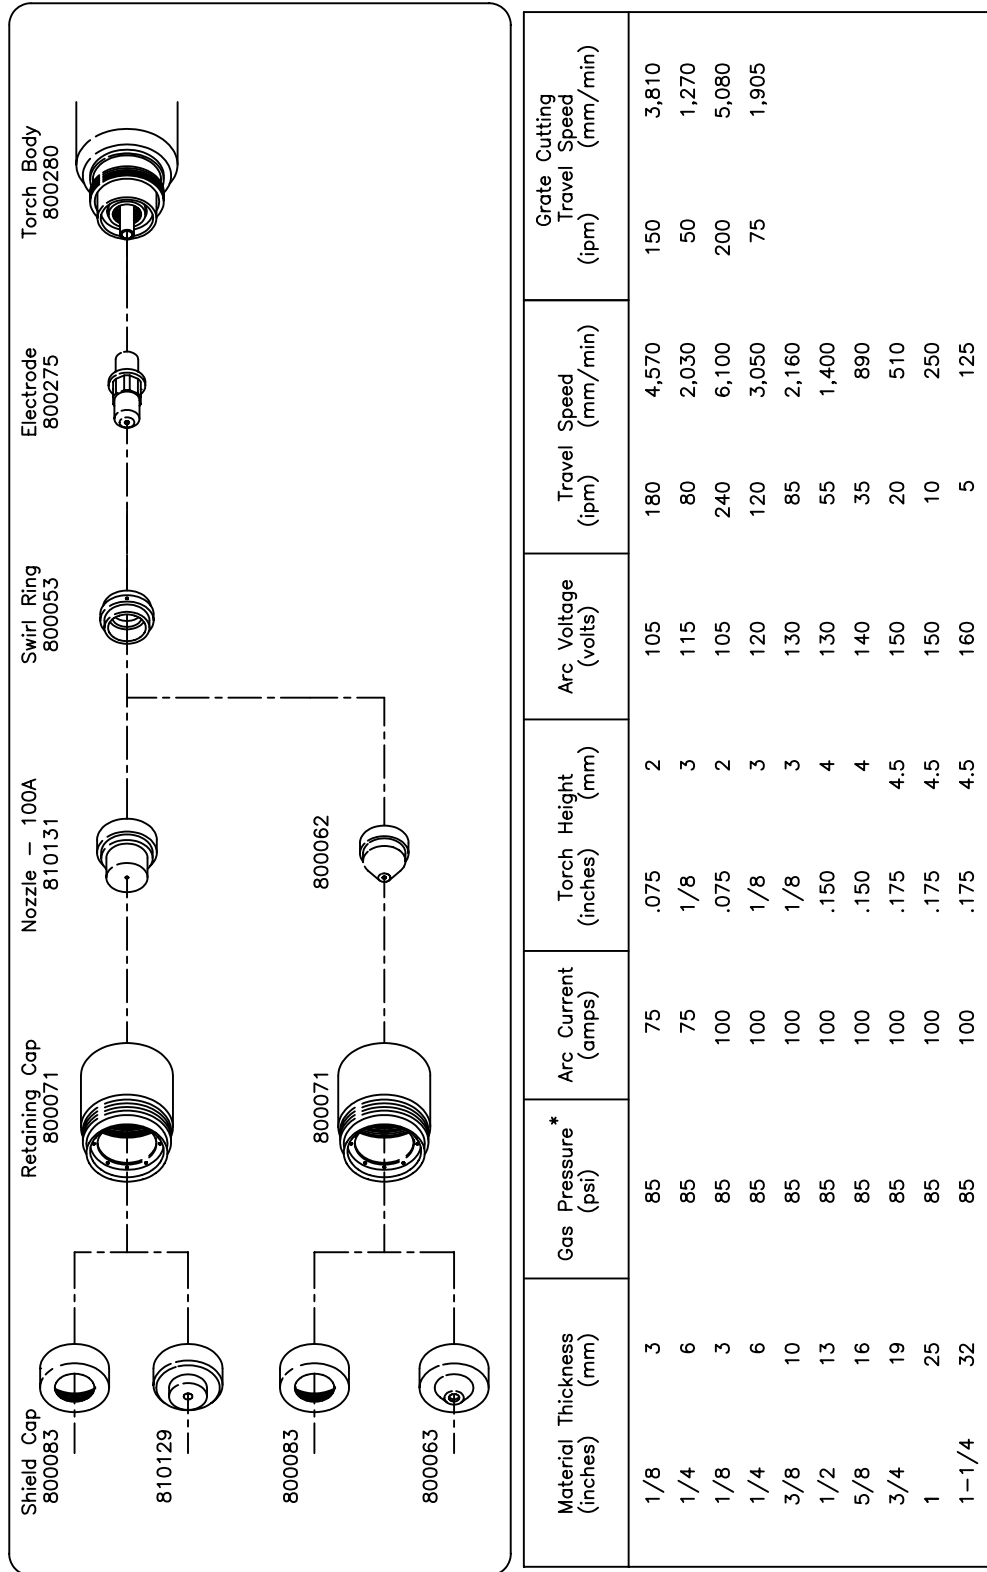 Shield Cap
800083
810129
800083
800063
Retaining Cap
800071
800071
Nozzle – 100A
810131
800062
Swirl Ring
800053
Electrode
800275
Torch Body
800280
Material Thickness Gas Pressure* Arc Current Torch Height Arc Voltage Travel Speed Grate Cutting
Travel Speed
(inches) (mm) (psi) (amps) (inches) (mm) (volts) (ipm) (mm/min) (ipm) (mm/min)
1/8 3 85 75 .075 2 105 180 4,570 150 3,810
1/4 6 85 75 1/8 3 115 80 2,030 50 1,270
1/8 3 85 100 .075 2 105 240 6,100 200 5,080
1/4 6 85 100 1/8 3 120 120 3,050 75 1,905
3/8 10 85 100 1/8 3 130 85 2,160
1/2 13 85 100 .150 4 130 55 1,400
5/8 16 85 100 .150 4 140 35 890
3/4 19 85 100 .175 4.5 150 20 510
1 25 85 100 .175 4.5 150 10 250
1–1/4 32 85 100 .175 4.5 160 5 125